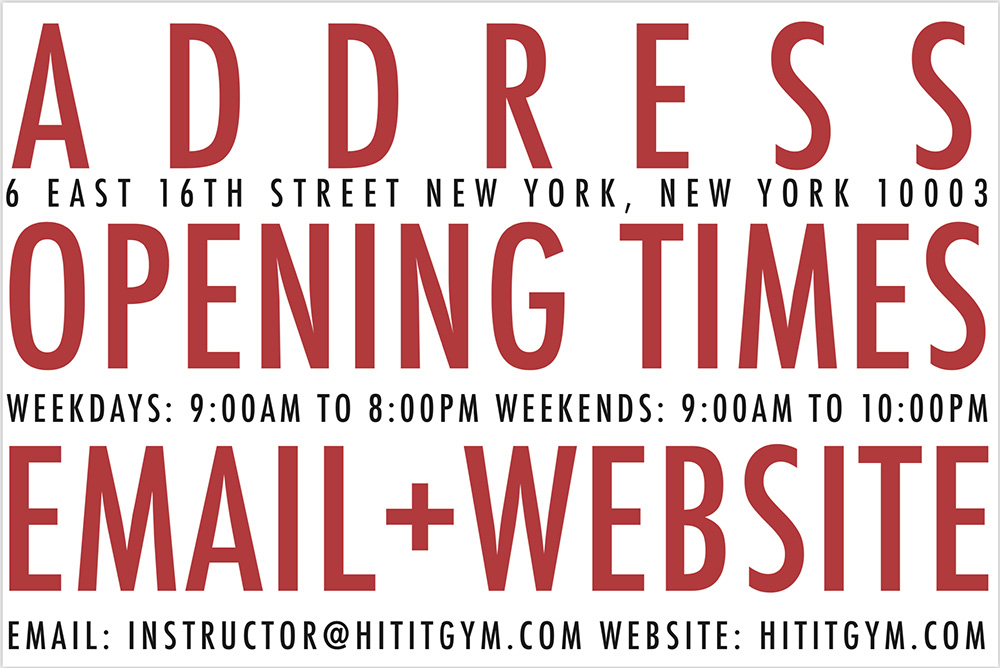 ADDRESS
6 EAST 16TH STREET NEW YORK, NEW YORK 10003
OPENING TIMES
WEEKDAYS: 9:00AM TO 8:00PM WEEKENDS: 9:00AM TO 10:00PM
EMAIL+WEBSITE
EMAIL: INSTRUCTOR@HITITGYM.COM WEBSITE: HITITGYM.COM